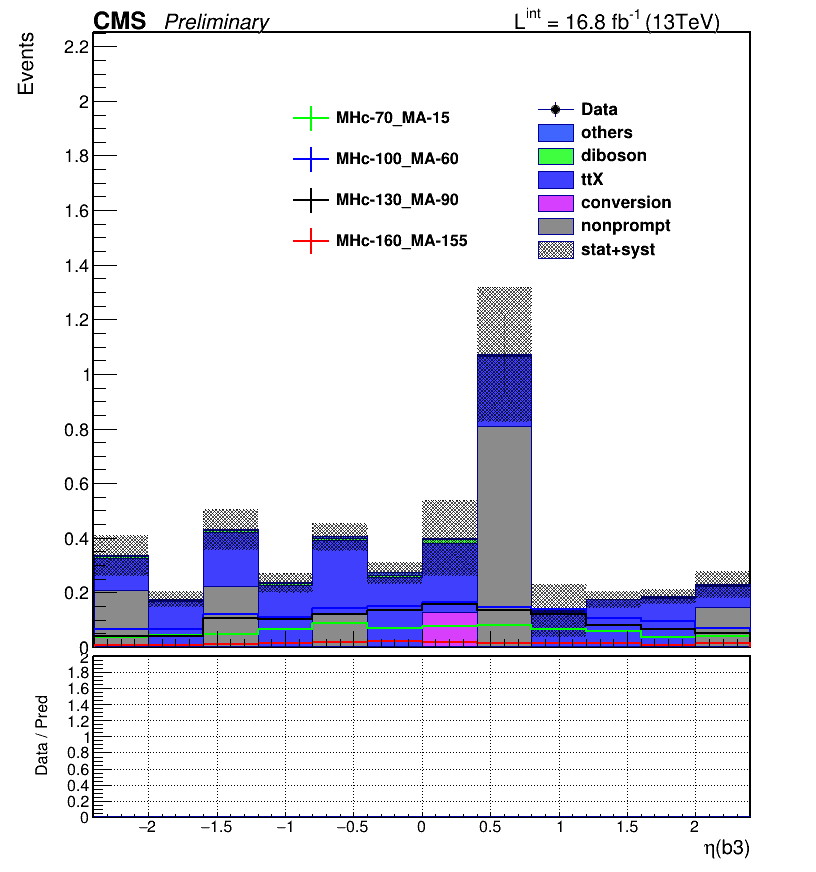 CMS Preliminary
L^int = 16.8 fb^-1 (13TeV)
Events
2.2
2
1.8
1.6
1.4
1.2
1
0.8
0.6
0.4
0.2
0
MHc-70_MA-15
MHc-100_MA-60
MHc-130_MA-90
MHc-160_MA-155
Data
others
diboson
ttX
conversion
nonprompt
stat+syst
Data / Pred
2
1.8
1.6
1.4
1.2
1
0.8
0.6
0.4
0.2
0
−2 −1.5 −1 −0.5 0 0.5 1 1.5 2
η(b3)